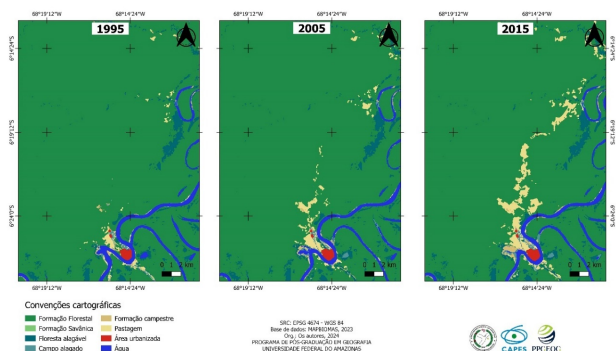 68°19'12"W 68°14'24"W 68°19'12"W 68°14'24"W 68°19'12"W 68°14'24"W
1995 2005 2015
6°14'24"S 6°14'24"S
6°19'12"S 6°19'12"S
6°24'0"S 6°24'0"S
0 1 2 km 0 1 2 km 0 1 2 km
68°19'12"W 68°14'24"W 68°19'12"W 68°14'24"W 68°19'12"W 68°14'24"W
Convenções cartográficas
Formação Florestal Formação campestre
Formação Savânica Pastagem
Floresta alagável Área urbanizada
Campo alagado Água
SRC: EPSG 4674 - WGS 84
Base de dados: MAPBIOMAS, 2023
Org.: Os autores, 2024
PROGRAMA DE PÓS-GRADUAÇÃO EM GEOGRAFIA
UNIVERSIDADE FEDERAL DO AMAZONAS
CAPES PPGEOG